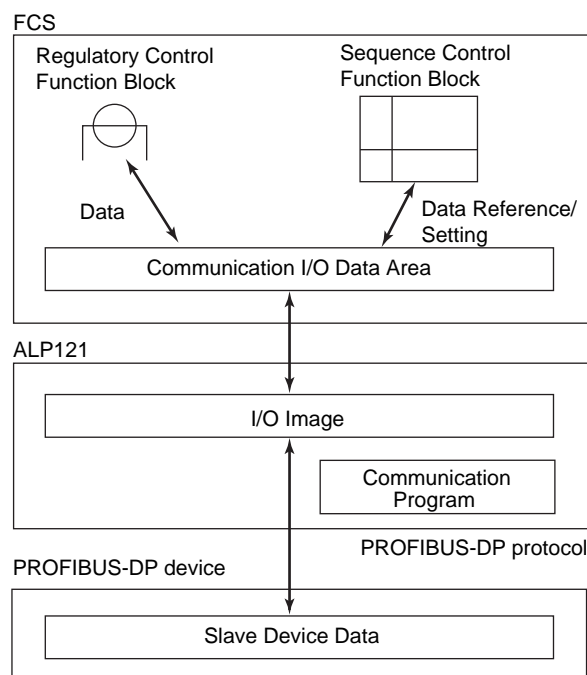 FCS
Regulatory Control
Function Block
Sequence Control
Function Block
Data
Data Reference/
Setting
Communication I/O Data Area
ALP121
I/O Image
Communication
Program
PROFIBUS-DP protocol
PROFIBUS-DP device
Slave Device Data